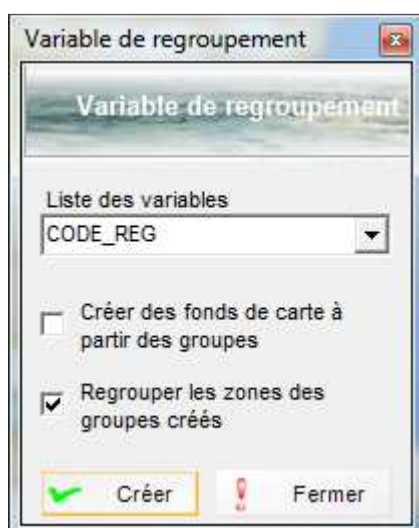 Variable de regroupement
Variable de regroupement
Liste des variables
CODE_REG
Créer des fonds de carte à
partir des groupes
Regrouper les zones des
groupes créés
Créer
Fermer